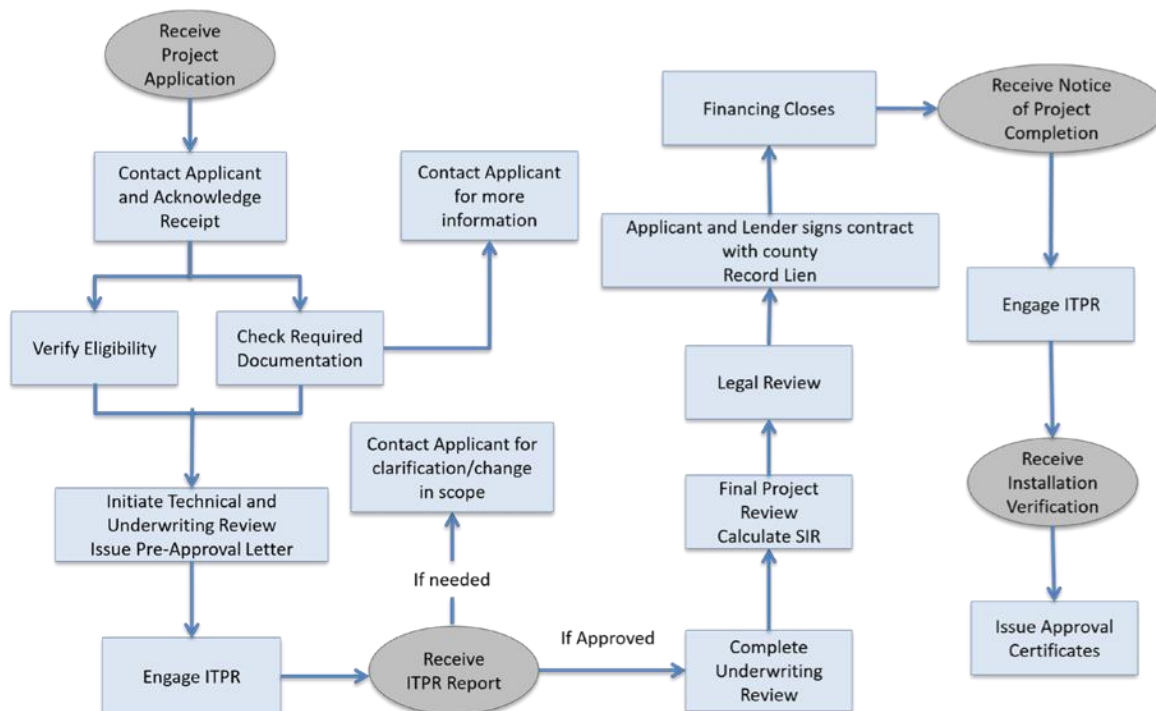 Receive
Project
Application
Contact Applicant
and Acknowledge
Receipt
Contact Applicant
for more
information
Verify Eligibility
Check Required
Documentation
Initiate Technical and
Underwriting Review
Issue Pre-Approval Letter
Contact Applicant for
clarification/change
in scope
If needed
Engage ITPR
Receive
ITPR Report
If Approved
Complete
Underwriting
Review
Final Project
Review
Calculate SIR
Legal Review
Applicant and Lender signs contract
with county
Record Lien
Financing Closes
Receive Notice
of Project
Completion
Engage ITPR
Receive
Installation
Verification
Issue Approval
Certificates